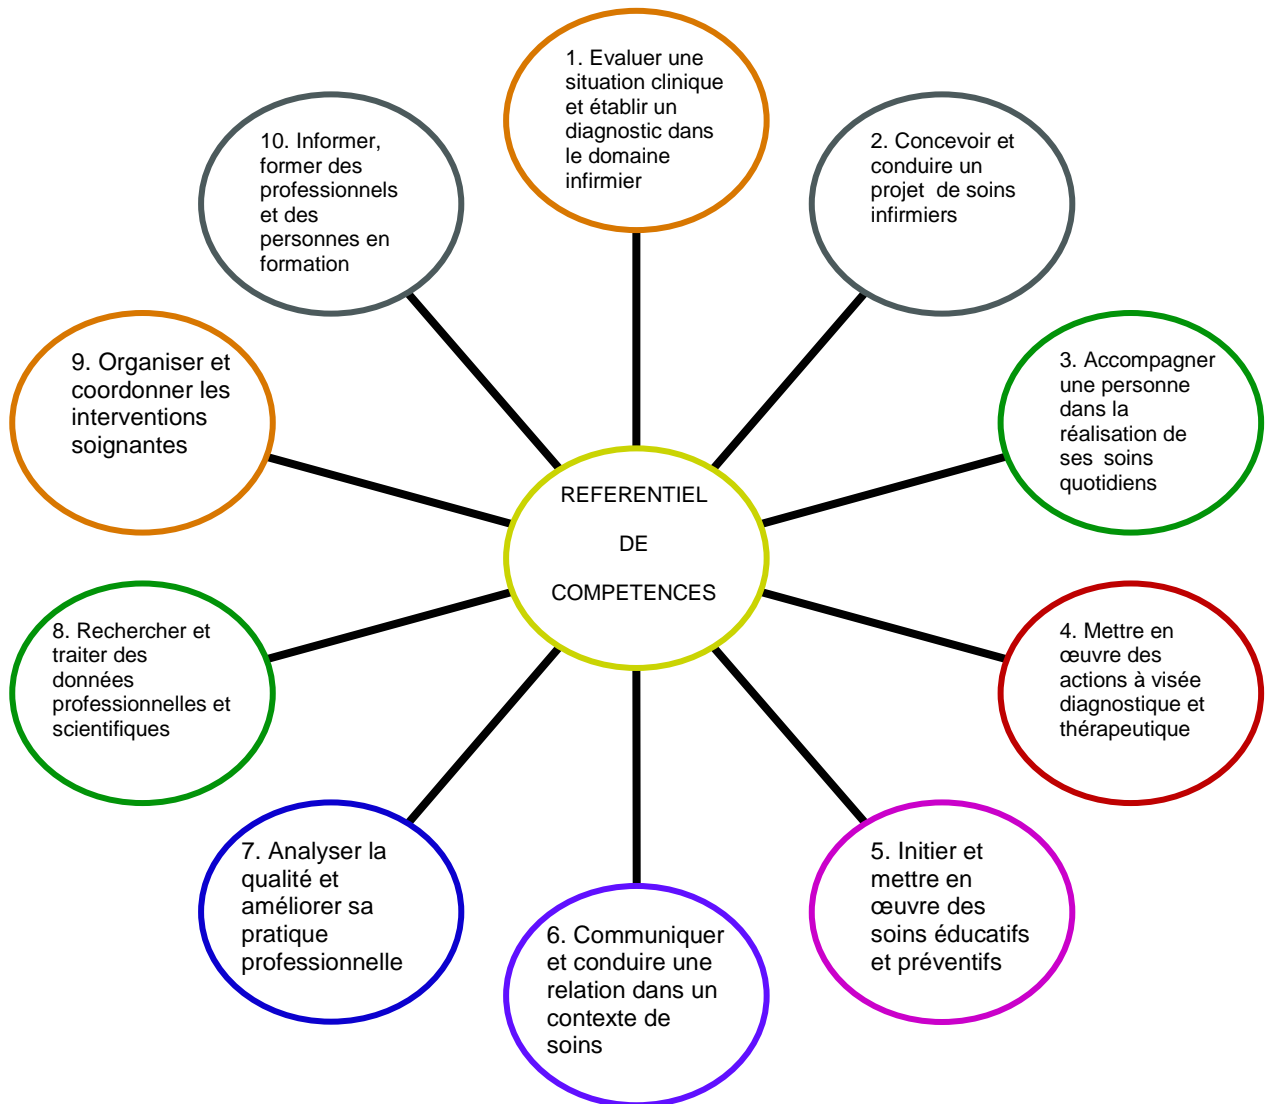 1. Evaluer une
situation clinique
et établir un
diagnostic dans
le domaine
infirmier
2. Concevoir et
conduire un
projet  de soins
infirmiers
3. Accompagner
une personne
dans la
réalisation de
ses  soins
quotidiens
4. Mettre en
œuvre des
actions à visée
diagnostique et
thérapeutique
5. Initier et
mettre en
œuvre des
soins éducatifs
et préventifs
6. Communiquer
et conduire une
relation dans un
contexte de
soins
7. Analyser la
qualité et
améliorer sa
pratique
professionnelle
8. Rechercher et
traiter des
données
professionnelles et
scientifiques
9. Organiser et
coordonner les
interventions
soignantes
10. Informer,
former des
professionnels
et des
personnes en
formation
REFERENTIEL
DE
COMPETENCES